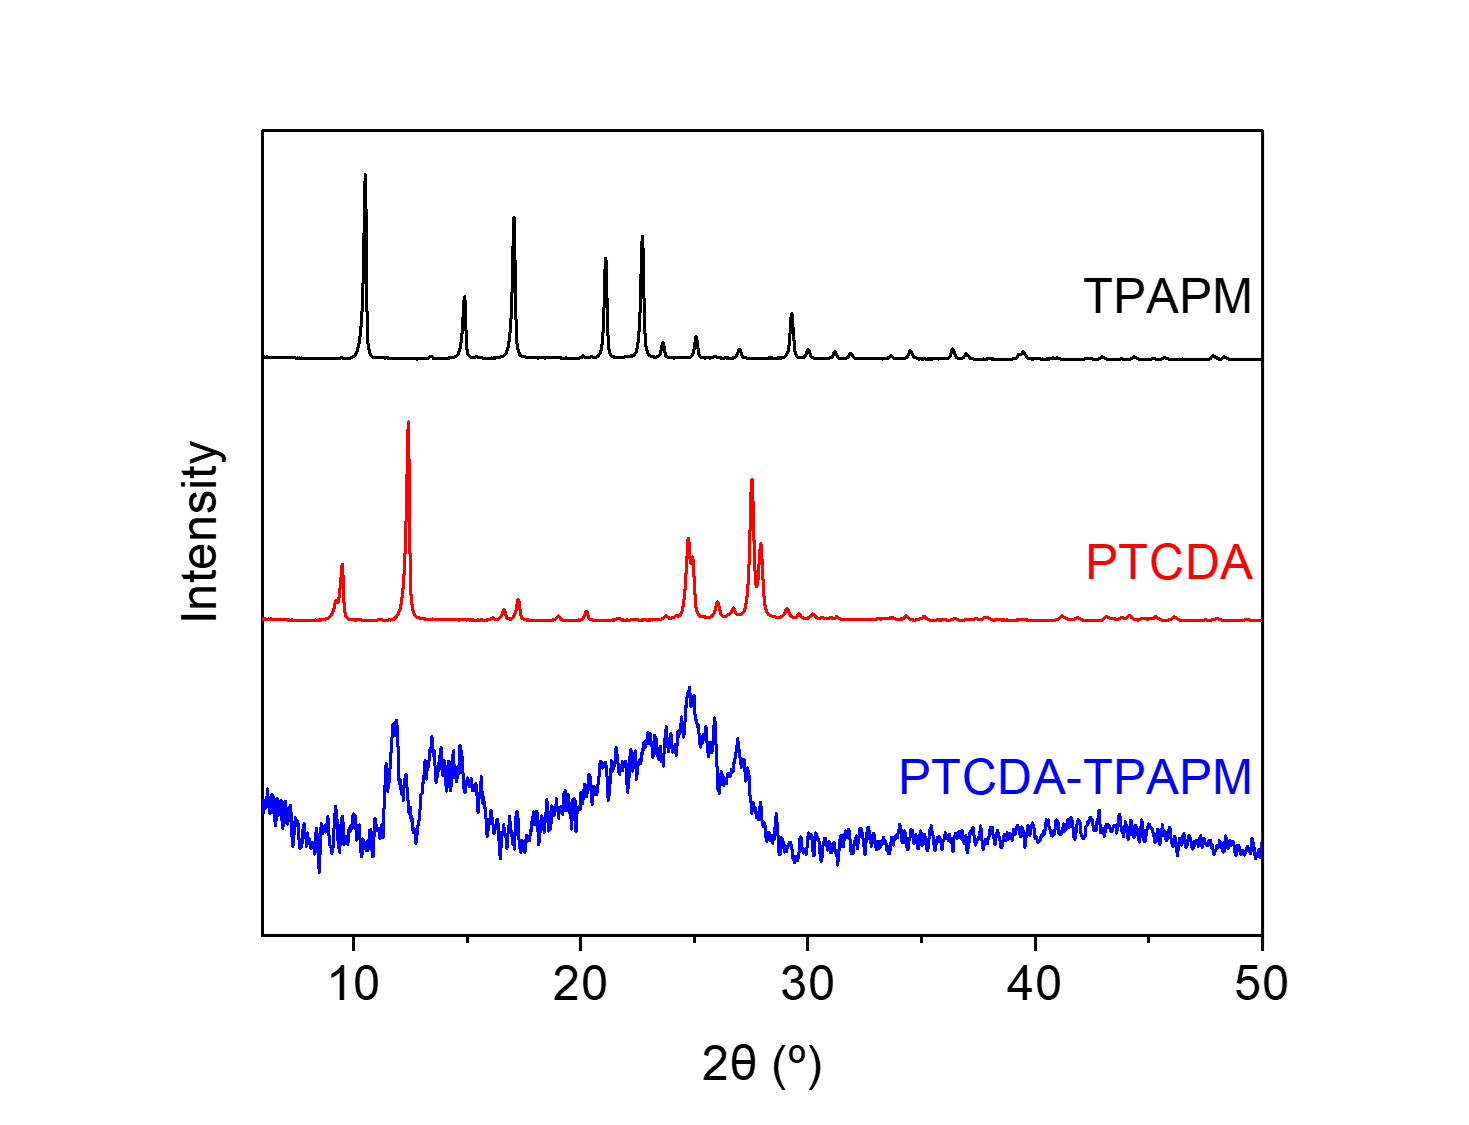 TPAPM
PTCDA
PTCDA-TPAPM
Intensity
10 20 30 40 50
2θ (º)